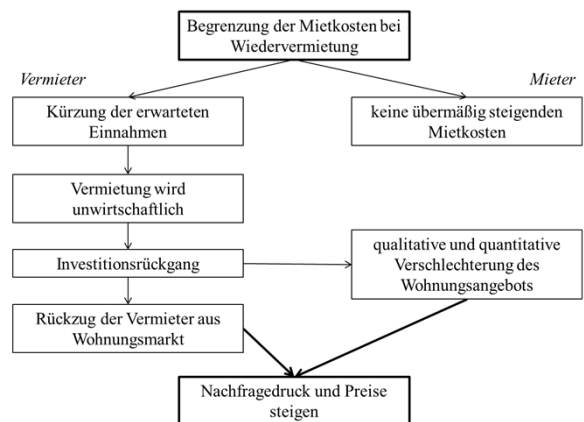 Begrenzung der Mietkosten bei
Wiedervermietung
Vermieter
Mieter
Kürzung der erwarteten
Einnahmen
keine übermäßig steigenden
Mietkosten
Vermietung wird
unwirtschaftlich
Investitionsrückgang
qualitative und quantitative
Verschlechterung des
Wohnungsangebots
Rückzug der Vermieter aus
Wohnungsmarkt
Nachfragedruck und Preise
steigen